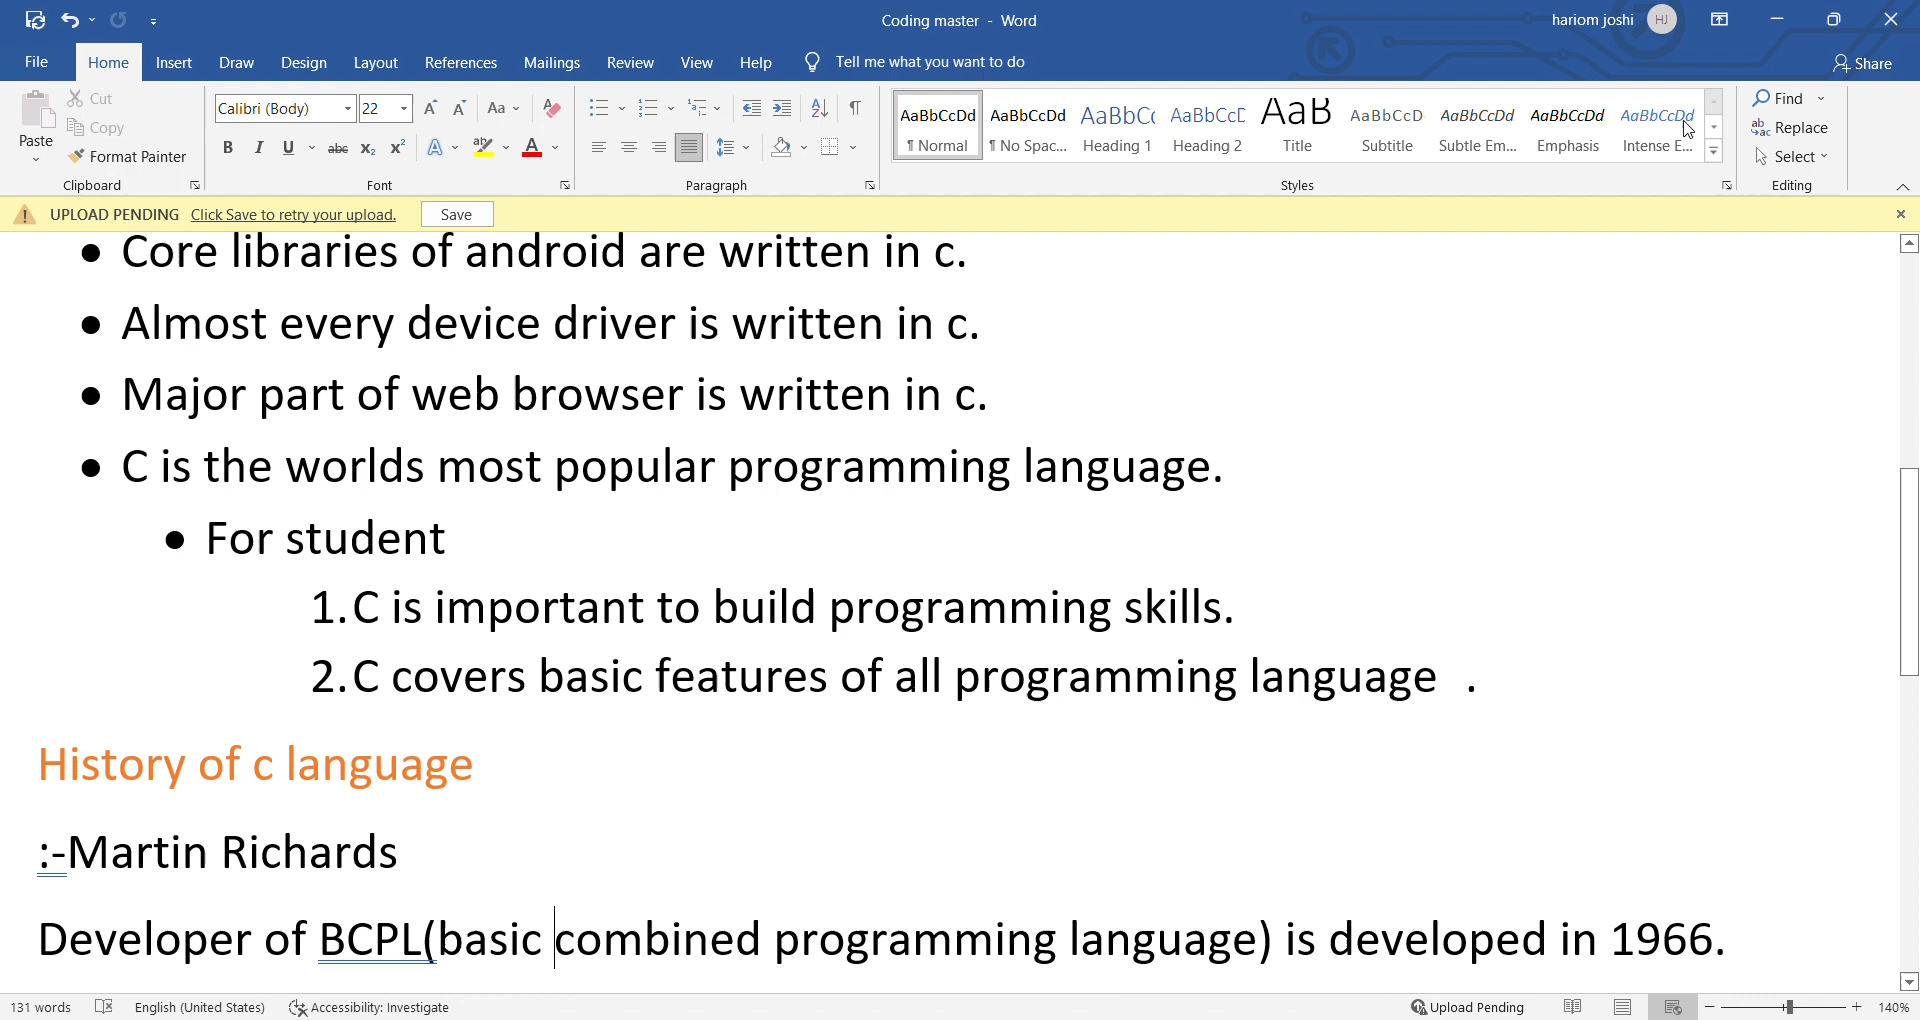 Coding master - Word
hariom joshi HJ
File Home Insert Draw Design Layout References Mailings Review View Help Tell me what you want to do Share
Paste Cut Copy Format Painter
Clipboard
Calibri (Body) 22 Aa
B I U abc x₂ x² A ab A
Font
Paragraph
AaBbCcDd AaBbCcDd AaBbCc AaBbCcD AaB AaBbCcD AaBbCcDd AaBbCcDd AaBbCcDd
¶ Normal ¶ No Spac... Heading 1 Heading 2 Title Subtitle Subtle Em... Emphasis Intense E...
Styles
Find
Replace
Select
Editing
UPLOAD PENDING Click Save to retry your upload. Save
• Core libraries of android are written in c.
• Almost every device driver is written in c.
• Major part of web browser is written in c.
• C is the worlds most popular programming language.
• For student
1. C is important to build programming skills.
2. C covers basic features of all programming language .
History of c language
:-Martin Richards
Developer of BCPL(basic combined programming language) is developed in 1966.
131 words English (United States) Accessibility: Investigate Upload Pending 140%